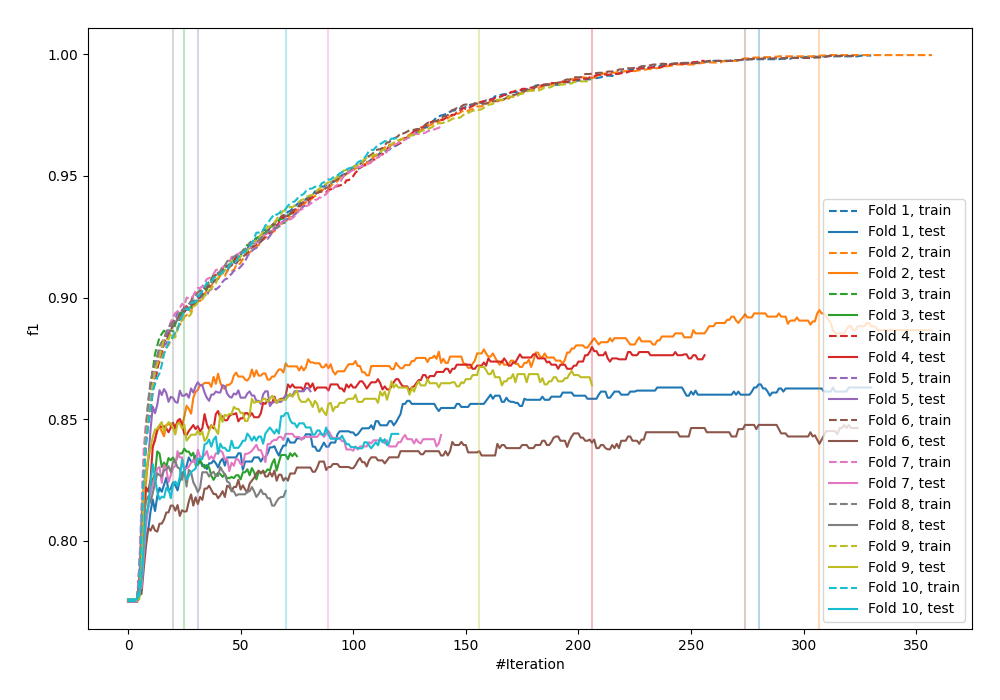 1.00
0.95
0.90
0.85
0.80
f1
0
50
100
150
200
250
300
350
#Iteration
Fold 1, train
Fold 1, test
Fold 2, train
Fold 2, test
Fold 3, train
Fold 3, test
Fold 4, train
Fold 4, test
Fold 5, train
Fold 5, test
Fold 6, train
Fold 6, test
Fold 7, train
Fold 7, test
Fold 8, train
Fold 8, test
Fold 9, train
Fold 9, test
Fold 10, train
Fold 10, test